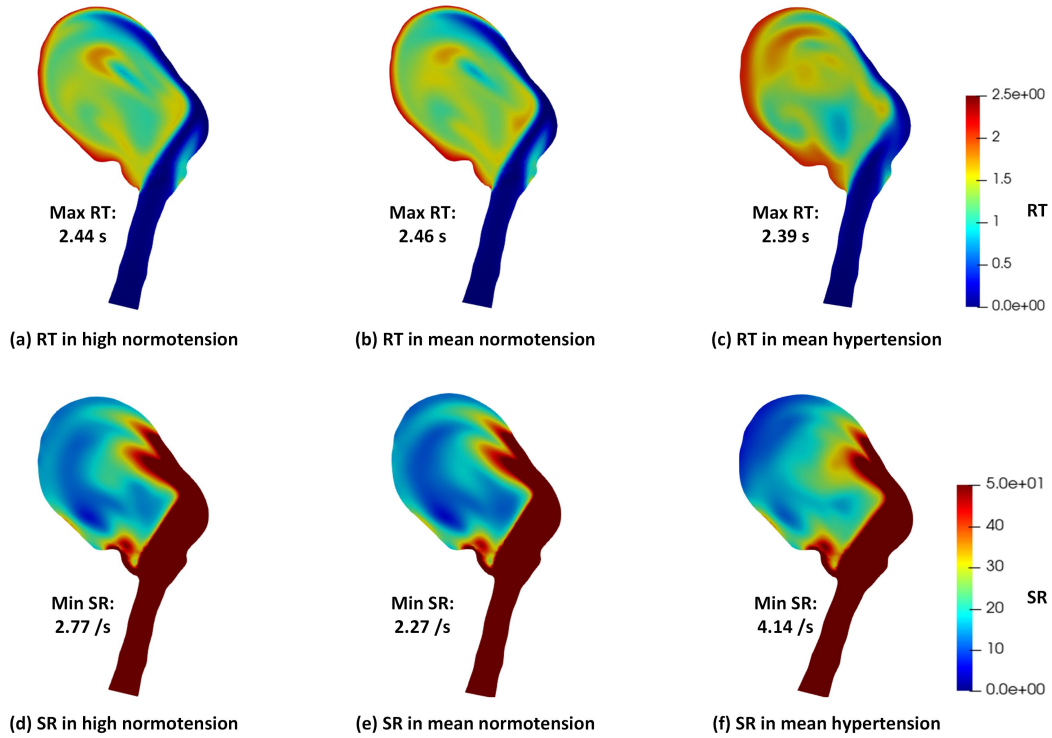 Max RT:
2.44 s
Max RT:
2.46 s
Max RT:
2.39 s
2.5e+00
2
1.5
1
0.5
0.0e+00
RT
(a) RT in high normotension
(b) RT in mean normotension
(c) RT in mean hypertension
Min SR:
2.77 /s
Min SR:
2.27 /s
Min SR:
4.14 /s
5.0e+01
40
30
20
10
0.0e+00
SR
(d) SR in high normotension
(e) SR in mean normotension
(f) SR in mean hypertension